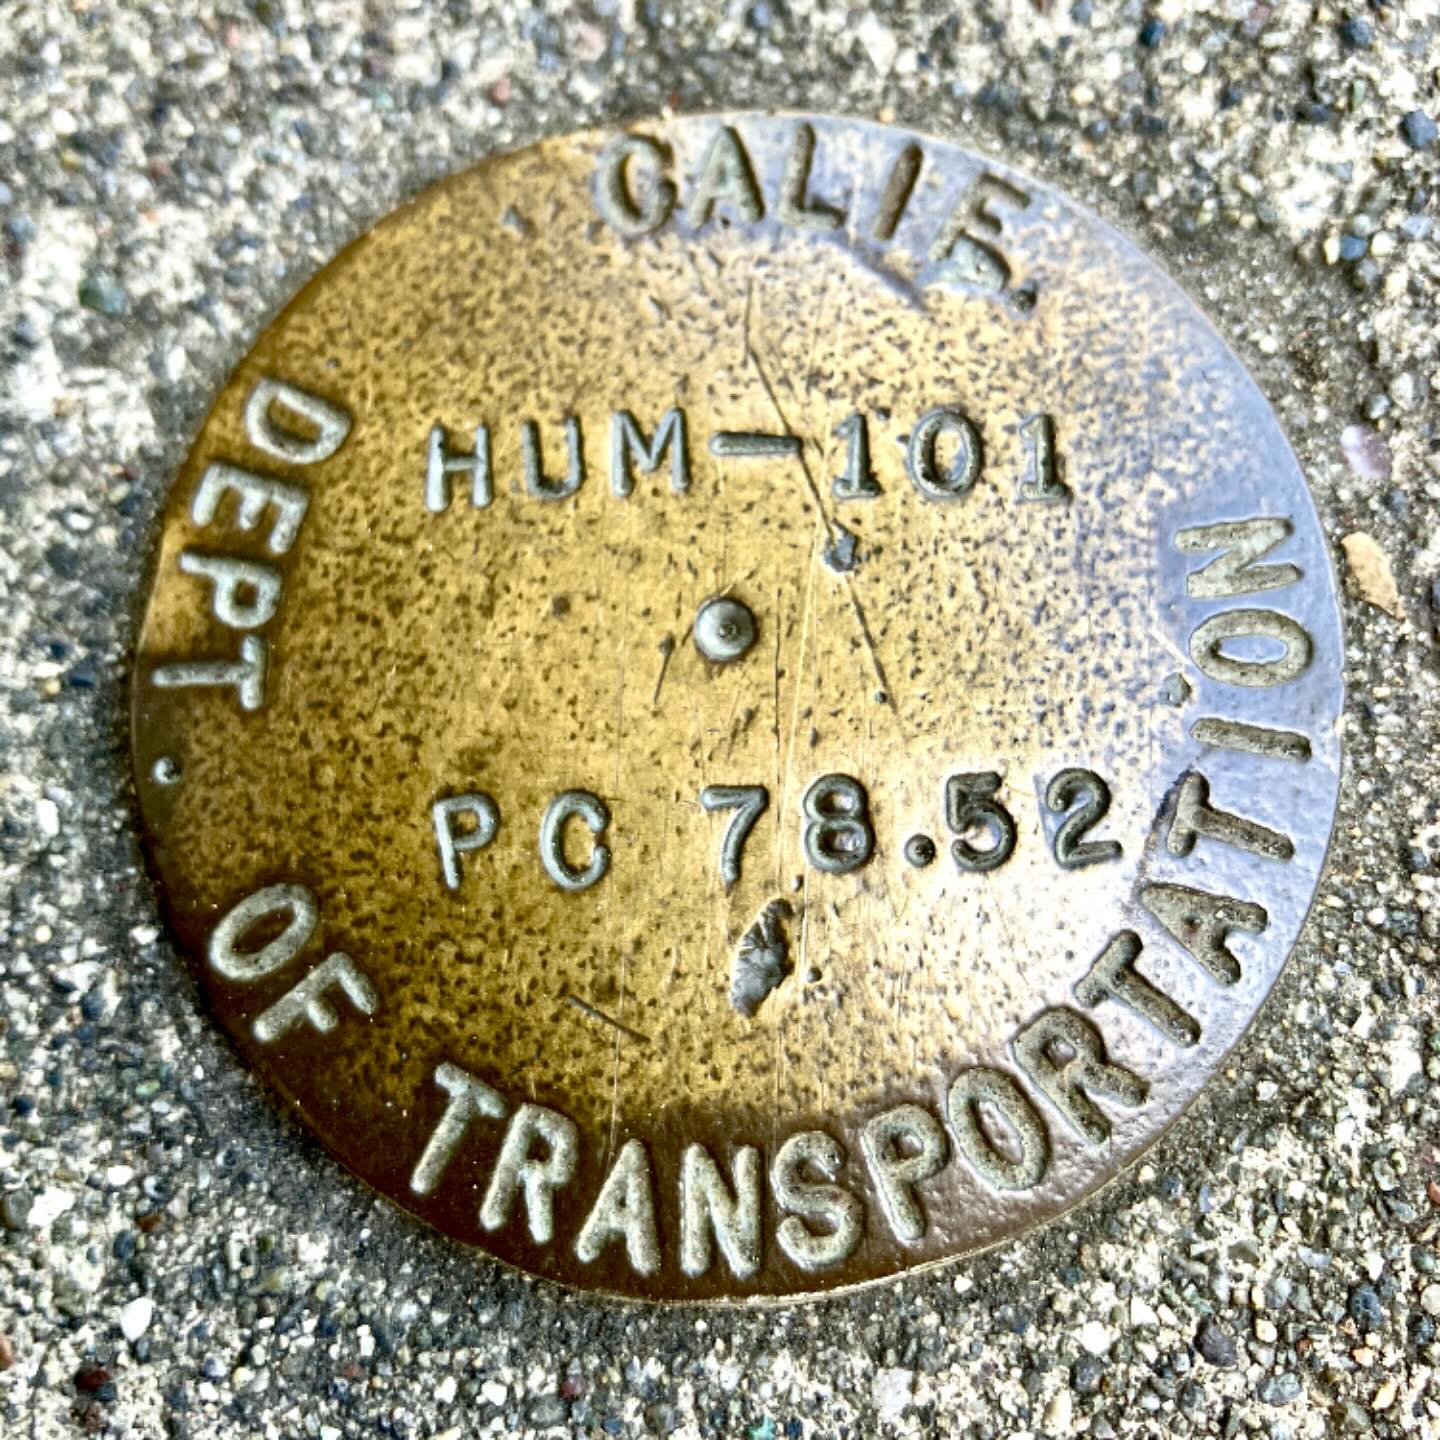 CALIF.
HUM-101
PC 78.52
DEPT. OF TRANSPORTATION